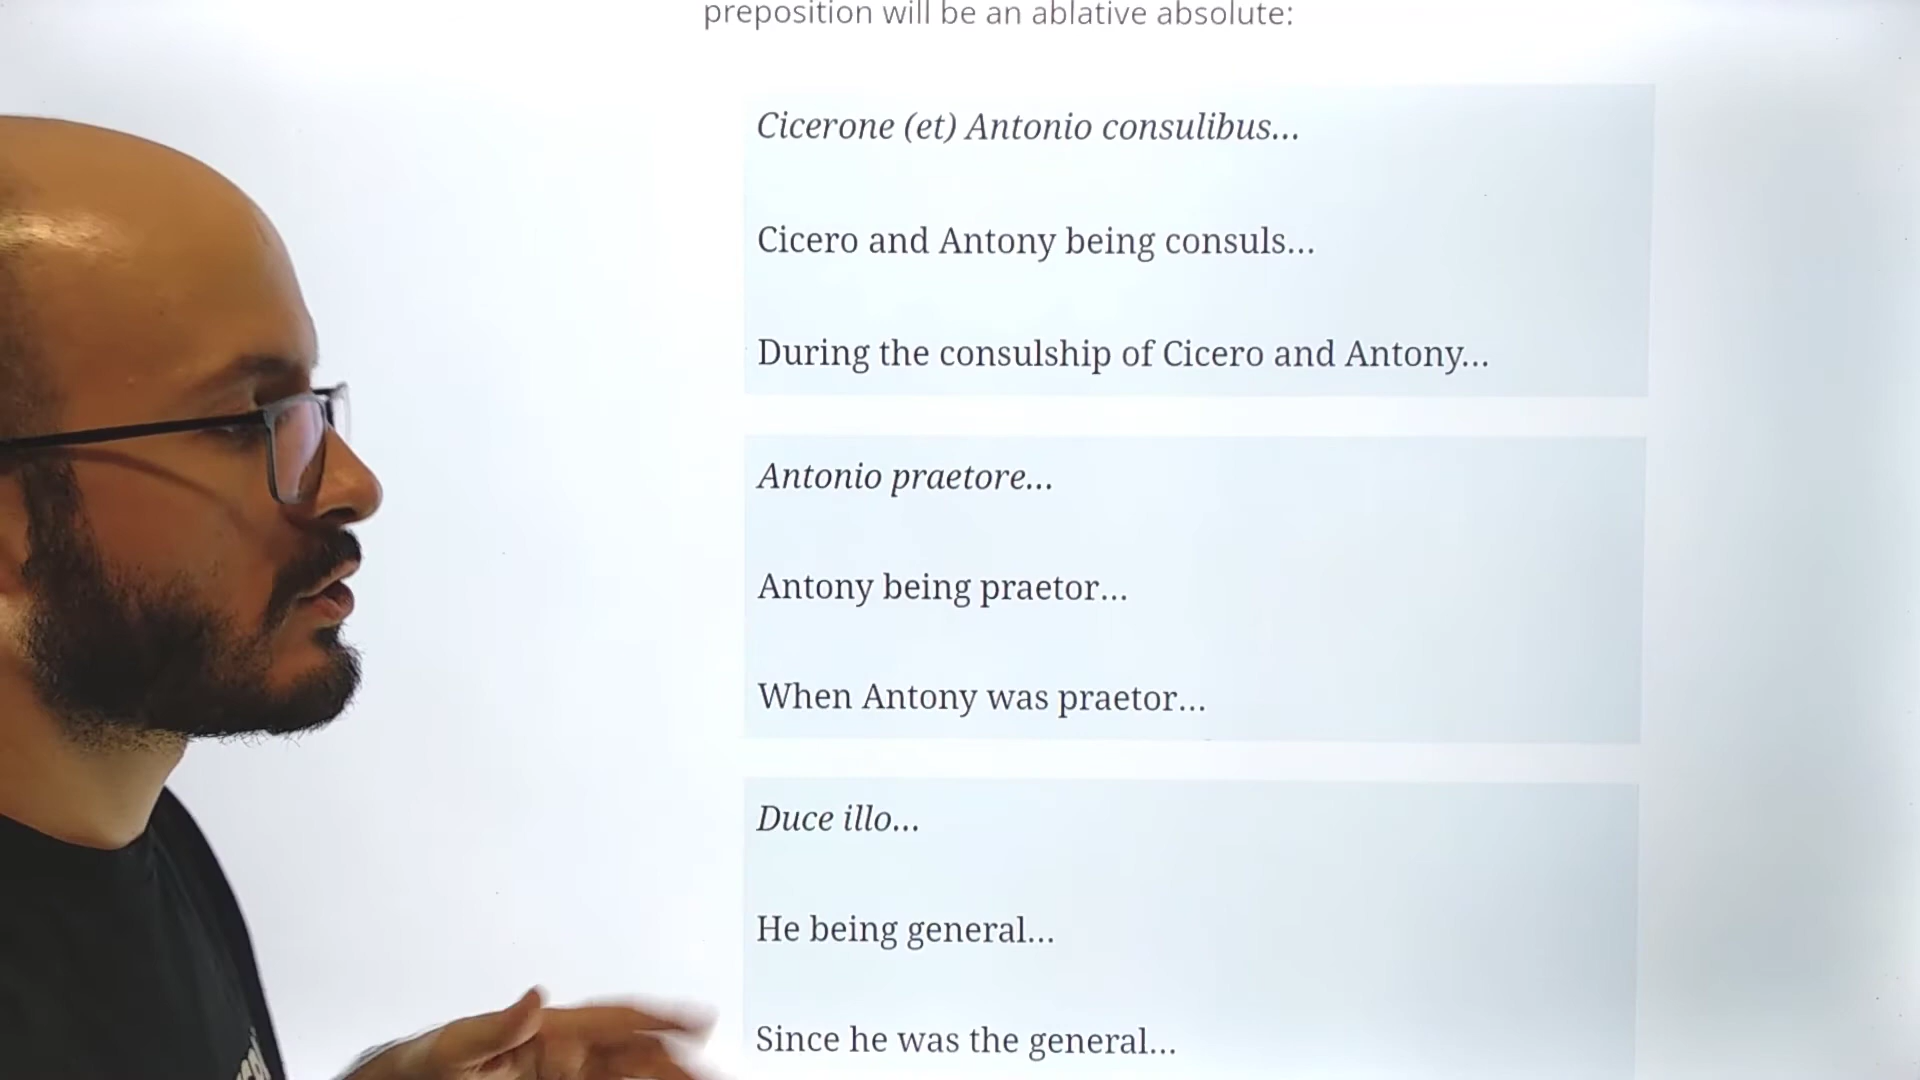 preposition will be an ablative absolute:
Cicerone (et) Antonio consulibus...
Cicero and Antony being consuls...
During the consulship of Cicero and Antony...
Antonio praetore...
Antony being praetor...
When Antony was praetor...
Duce illo...
He being general...
Since he was the general...